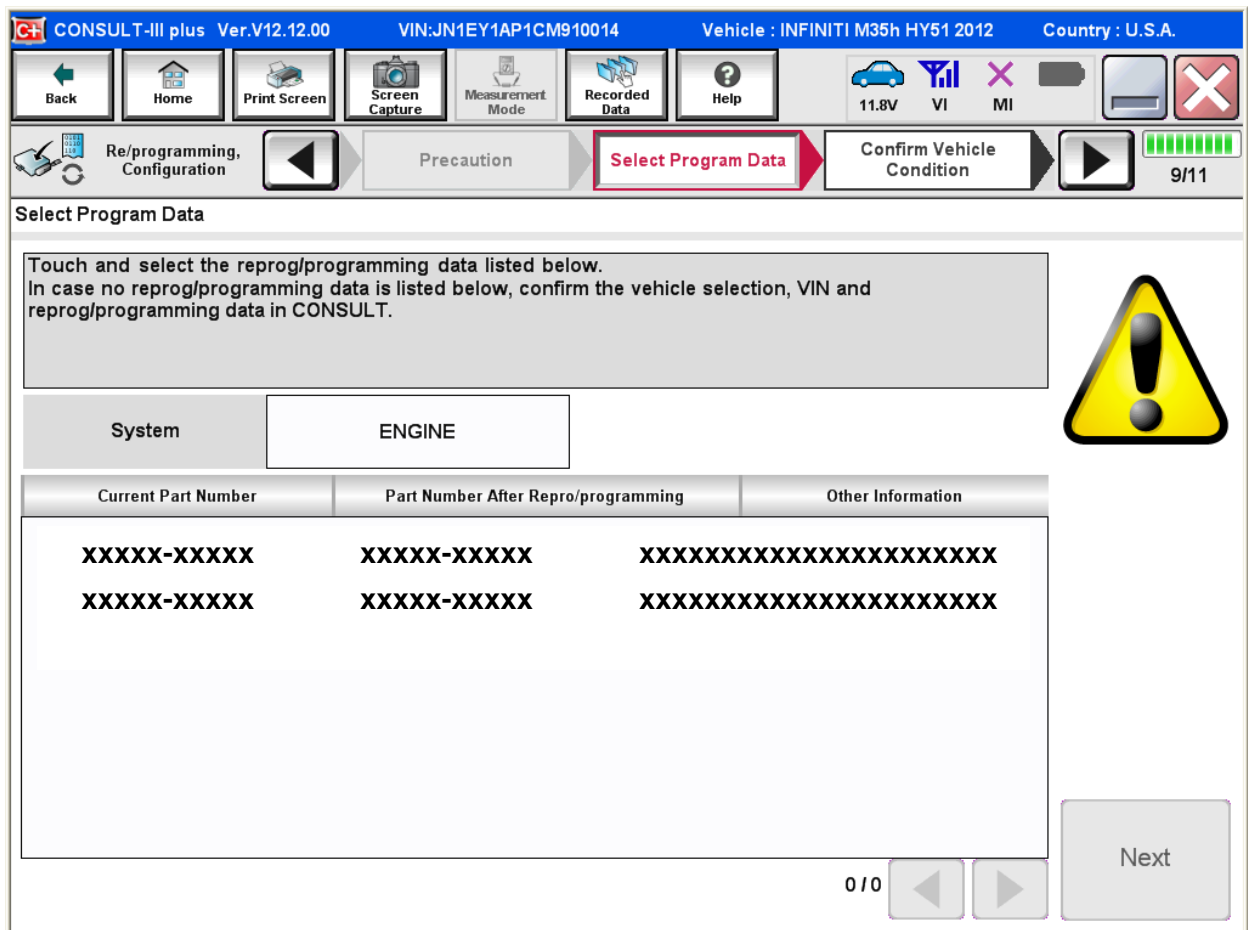 C+ CONSULT-III plus Ver.V12.12.00 VIN:JN1EY1AP1CM910014 Vehicle : INFINITI M35h HY51 2012 Country : U.S.A.
Back Home Print Screen Screen Capture Measurement Mode Recorded Data Help 11.8V VI MI
Re/programming, Configuration Precaution Select Program Data Confirm Vehicle Condition 9/11
Select Program Data
Touch and select the reprog/programming data listed below.
In case no reprog/programming data is listed below, confirm the vehicle selection, VIN and
reprog/programming data in CONSULT.
System ENGINE
Current Part Number Part Number After Repro/programming Other Information
XXXXX-XXXXX XXXXX-XXXXX XXXXXXXXXXXXXXXXXXXXXX
XXXXX-XXXXX XXXXX-XXXXX XXXXXXXXXXXXXXXXXXXXXX
Next
0/0